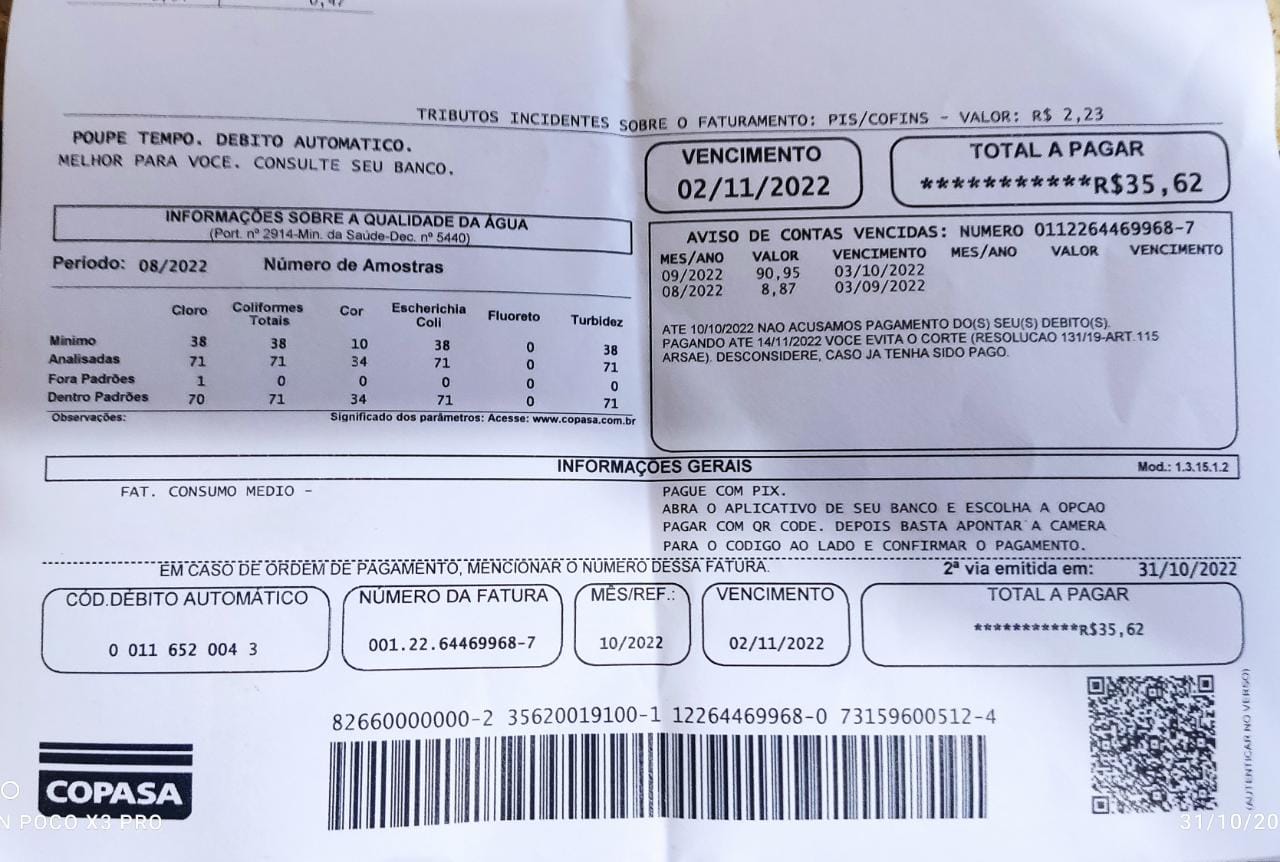 TRIBUTOS INCIDENTES SOBRE O FATURAMENTO: PIS/COFINS - VALOR: R$ 2,23
POUPE TEMPO. DEBITO AUTOMATICO.
MELHOR PARA VOCE. CONSULTE SEU BANCO.
VENCIMENTO
02/11/2022
TOTAL A PAGAR
***********R$35,62
INFORMAÇÕES SOBRE A QUALIDADE DA ÁGUA
(Port. nº 2914-Min. da Saúde-Dec. nº 5440)
Período: 08/2022 Número de Amostras
Cloro Coliformes Totais Cor Escherichia Coli Fluoreto Turbidez
Mínimo 38 38 10 38 0 38
Analisadas 71 71 34 71 0 71
Fora Padrões 1 0 0 0 0 0
Dentro Padrões 70 71 34 71 0 71
Observações: Significado dos parâmetros: Acesse: www.copasa.com.br
AVISO DE CONTAS VENCIDAS: NUMERO 0112264469968-7
MES/ANO VALOR VENCIMENTO MES/ANO VALOR VENCIMENTO
09/2022 90,95 03/10/2022
08/2022 8,87 03/09/2022
ATE 10/10/2022 NAO ACUSAMOS PAGAMENTO DO(S) SEU(S) DEBITO(S).
PAGANDO ATE 14/11/2022 VOCE EVITA O CORTE (RESOLUCAO 131/19-ART.115
ARSAE). DESCONSIDERE, CASO JA TENHA SIDO PAGO.
INFORMAÇÕES GERAIS Mod.: 1.3.15.1.2
FAT. CONSUMO MEDIO -
PAGUE COM PIX.
ABRA O APLICATIVO DE SEU BANCO E ESCOLHA A OPCAO
PAGAR COM QR CODE. DEPOIS BASTA APONTAR A CAMERA
PARA O CODIGO AO LADO E CONFIRMAR O PAGAMENTO.
EM CASO DE ORDEM DE PAGAMENTO, MENCIONAR O NÚMERO DESSA FATURA.
2ª via emitida em: 31/10/2022
CÓD.DÉBITO AUTOMÁTICO
0 011 652 004 3
NÚMERO DA FATURA
001.22.64469968-7
MÊS/REF.:
10/2022
VENCIMENTO
02/11/2022
TOTAL A PAGAR
***********R$35,62
82660000000-2 35620019100-1 12264469968-0 73159600512-4
COPASA
(AUTENTICAR NO VERSO)
N POCO X3 PRO
31/10/20